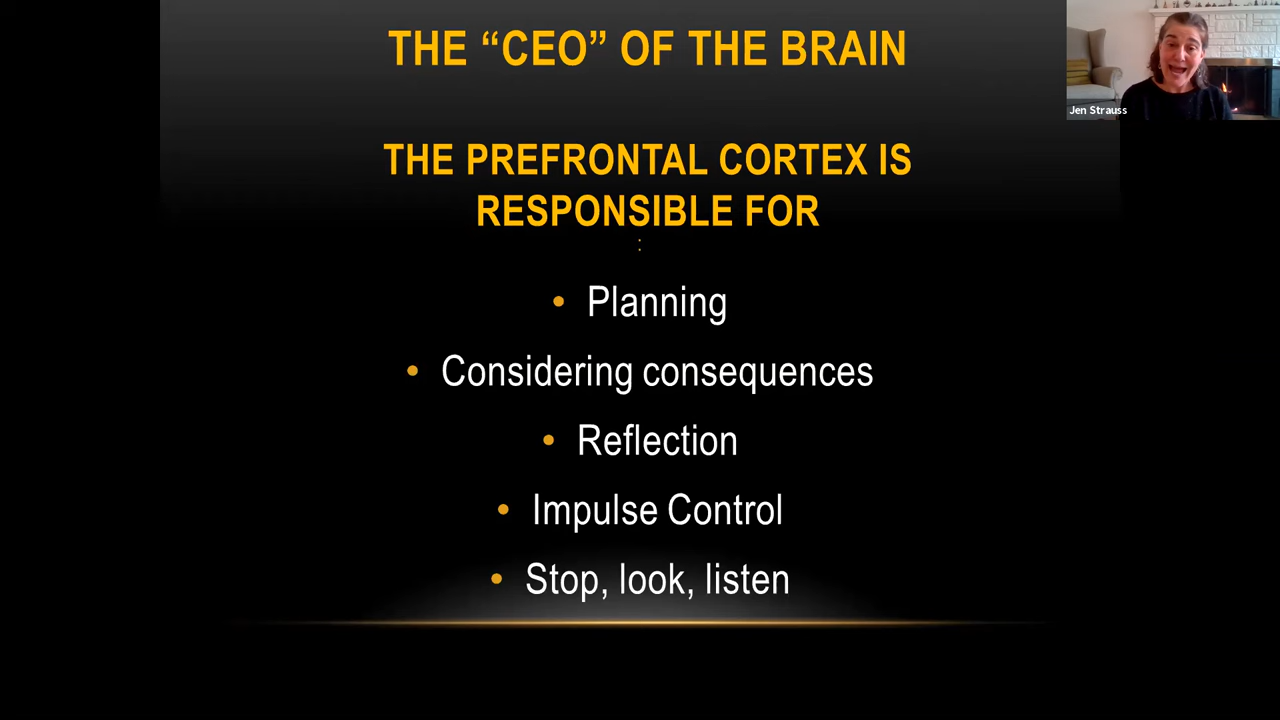 THE “CEO” OF THE BRAIN
Jen Strauss
THE PREFRONTAL CORTEX IS
RESPONSIBLE FOR
:
• Planning
• Considering consequences
• Reflection
• Impulse Control
• Stop, look, listen